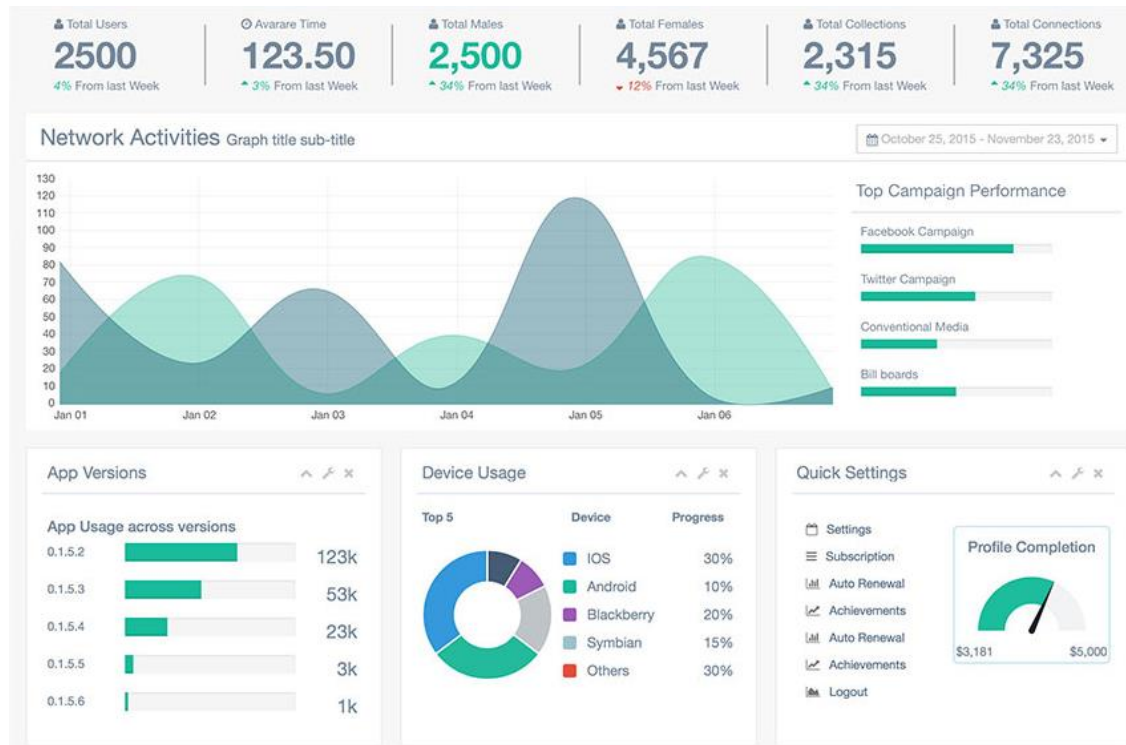 Total Users
2500
4% From last Week
Avarare Time
123.50
3% From last Week
Total Males
2,500
34% From last Week
Total Females
4,567
12% From last Week
Total Collections
2,315
34% From last Week
Total Connections
7,325
34% From last Week
Network Activities Graph title sub-title
October 25, 2015 - November 23, 2015
130
120
110
100
90
80
70
60
50
40
30
20
10
0
Jan 01
Jan 02
Jan 03
Jan 04
Jan 05
Jan 06
Top Campaign Performance
Facebook Campaign
Twitter Campaign
Conventional Media
Bill boards
App Versions
App Usage across versions
0.1.5.2 123k
0.1.5.3 53k
0.1.5.4 23k
0.1.5.5 3k
0.1.5.6 1k
Device Usage
Top 5 Device Progress
IOS 30%
Android 10%
Blackberry 20%
Symbian 15%
Others 30%
Quick Settings
Settings
Subscription
Auto Renewal
Achievements
Auto Renewal
Achievements
Logout
Profile Completion
$3,181 $5,000